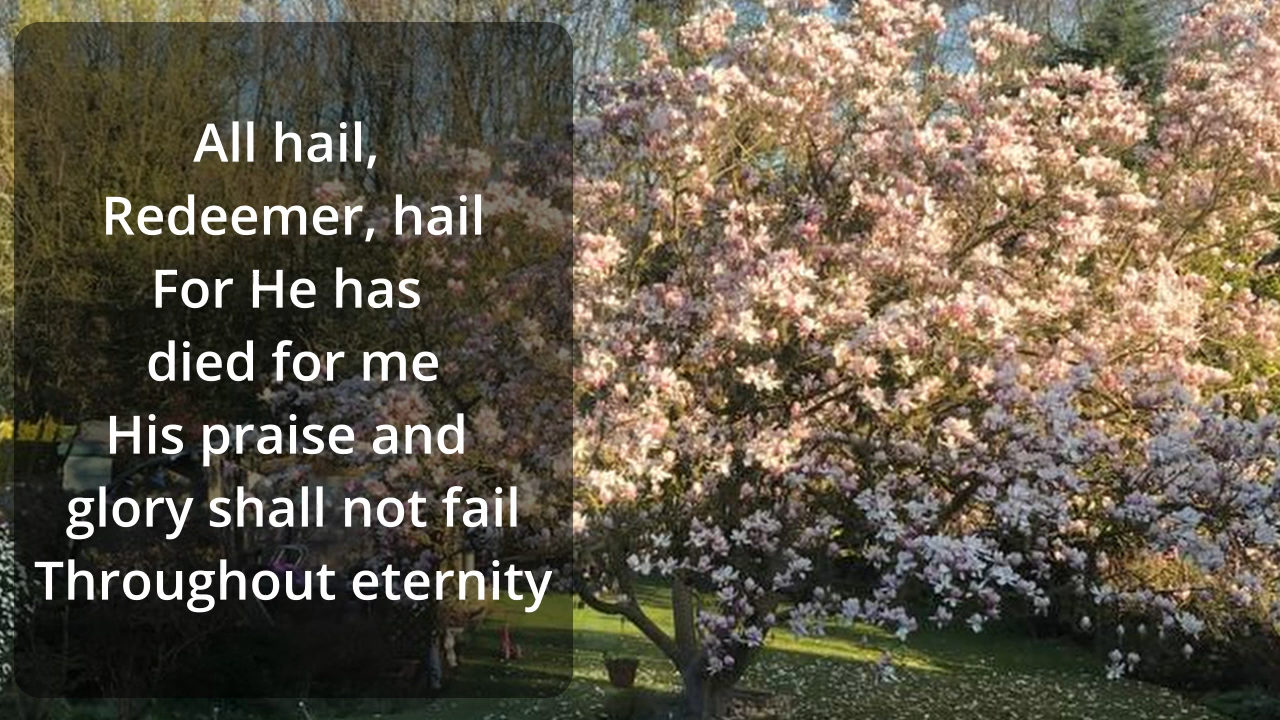 All hail,
Redeemer, hail
For He has
died for me
His praise and
glory shall not fail
Throughout eternity